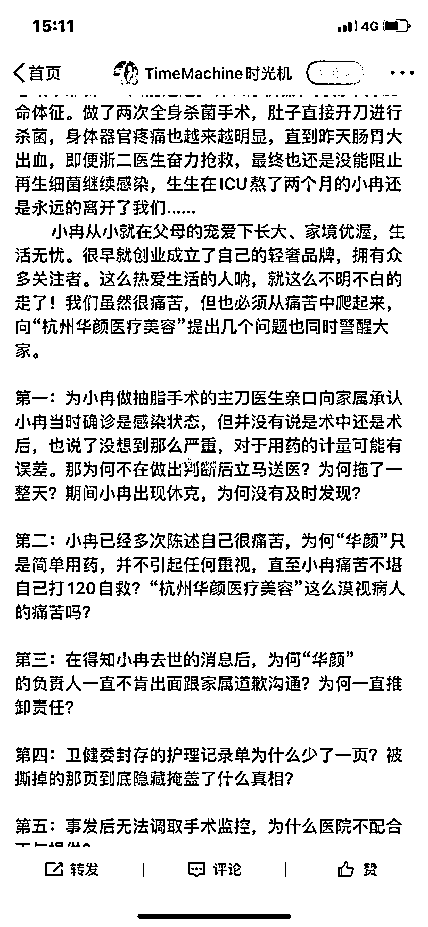 15:11
4G
首页
TimeMachine时光机
命体征。做了两次全身杀菌手术，肚子直接开刀进行
杀菌，身体器官疼痛也越来越明显，直到昨天肠胃大
出血，即便浙二医生奋力抢救，最终也还是没能阻止
再生细菌继续感染，生生在ICU熬了两个月的小冉还
是永远的离开了我们......
小冉从小就在父母的宠爱下长大、家境优渥，生
活无忧。很早就创业成立了自己的轻奢品牌，拥有众
多关注者。这么热爱生活的人呐，就这么不明不白的
走了！我们虽然很痛苦，但也必须从痛苦中爬起来，
向“杭州华颜医疗美容”提出几个问题也同时警醒大
家。
第一：为小冉做抽脂手术的主刀医生亲口向家属承认
小冉当时确诊是感染状态，但并没有说是术中还是术
后，也说了没想到那么严重，对于用药的计量可能有
误差。那为何不在做出判断后立马送医？为何拖了一
整天？期间小冉出现休克，为何没有及时发现？
第二：小冉已经多次陈述自己很痛苦，为何“华颜”只
是简单用药，并不引起任何重视，直至小冉痛苦不堪
自己打120自救？“杭州华颜医疗美容”这么漠视病人
的痛苦吗？
第三：在得知小冉去世的消息后，为何“华颜”
的负责人一直不肯出面跟家属道歉沟通？为何一直推
卸责任？
第四：卫健委封存的护理记录单为什么少了一页？被
撕掉的那页到底隐藏掩盖了什么真相？
第五：事发后无法调取手术监控，为什么医院不配合
转发
评论
赞